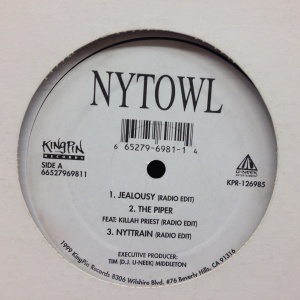 NYTOWL
6 65279-6981-1 4
KINGPIN
RECORDS
SIDE A
66527969811
KPR-126985
1. JEALOUSY (RADIO EDIT)
2. THE PIPER
FEAT: KILLAH PRIEST (RADIO EDIT)
3. NYTTRAIN (RADIO EDIT)
EXECUTIVE PRODUCER:
TIM (D.J. U-NEEK) MIDDLETON
1999 KingPin Records 8306 Wilshire Blvd. #76 Beverly Hills, CA 91316